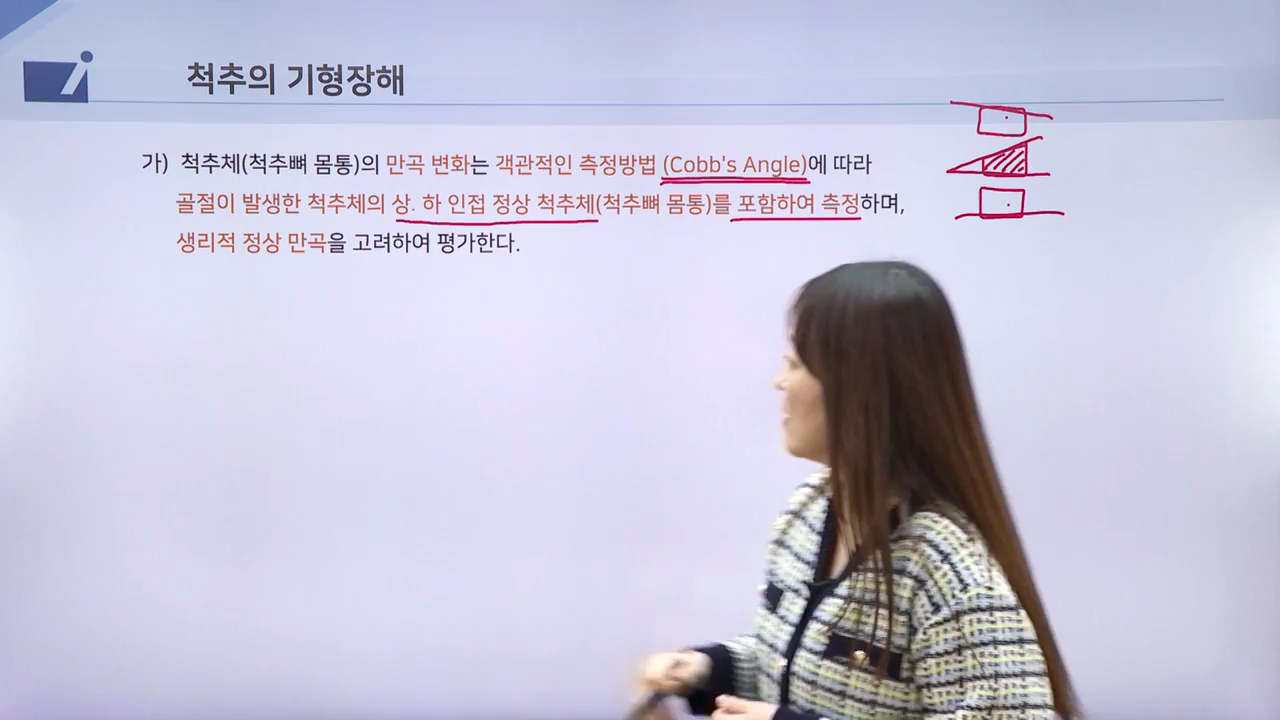 척추의 기형장해
가) 척추체(척추뼈 몸통)의 만곡 변화는 객관적인 측정방법 (Cobb's Angle)에 따라
골절이 발생한 척추체의 상. 하 인접 정상 척추체(척추뼈 몸통)를 포함하여 측정하며,
생리적 정상 만곡을 고려하여 평가한다.